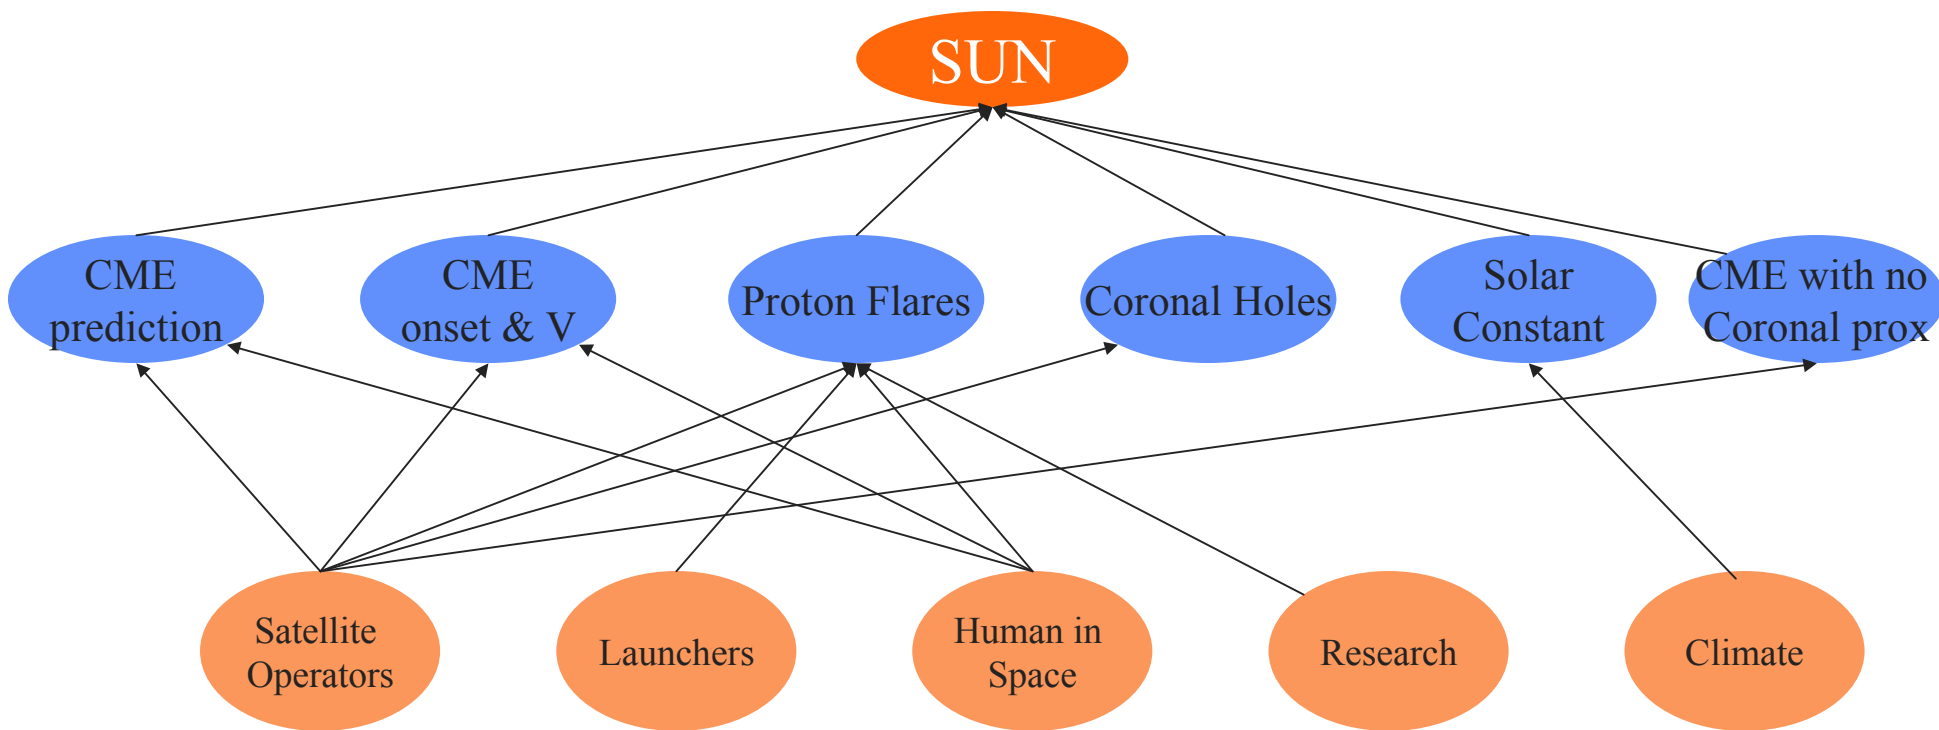 SUN
CME
prediction
CME
onset & V
Proton Flares
Coronal Holes
Solar
Constant
CME with no
Coronal prox
Satellite
Operators
Launchers
Human in
Space
Research
Climate